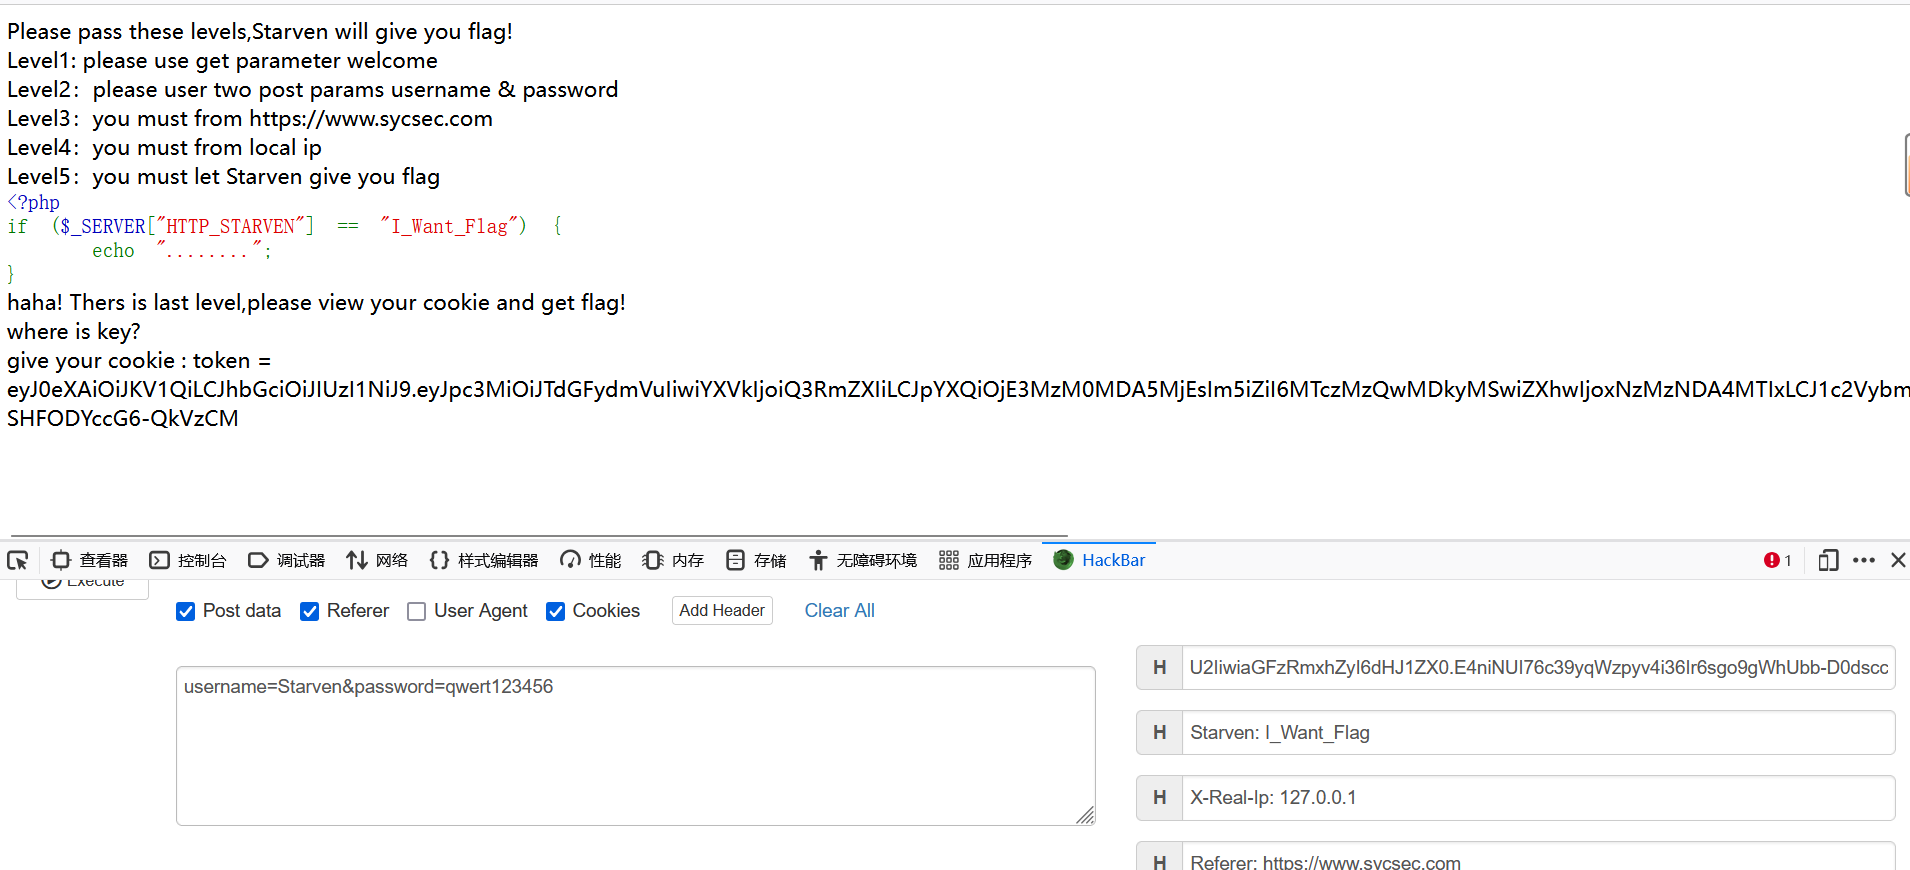 Please pass these levels,Starven will give you flag!
Level1: please use get parameter welcome
Level2：please user two post params username & password
Level3：you must from https://www.sycsec.com
Level4：you must from local ip
Level5：you must let Starven give you flag
<?php
if ($_SERVER["HTTP_STARVEN"] == "I_Want_Flag") {
echo "........";
}
haha! Thers is last level,please view your cookie and get flag!
where is key?
give your cookie : token =
eyJ0eXAiOiJKV1QiLCJhbGciOiJIUzI1NiJ9.eyJpc3MiOiJTdGFydmVuIiwiYXVkIjoiQ3RmZXIiLCJpYXQiOjE3MzM0MDA5MjEsIm5iZiI6MTczMzQwMDkyMSwiZXhwIjoxNzMzNDA4MTIxLCJ1c2Vybm
SHFODYccG6-QkVzCM
查看器 控制台 调试器 网络 样式编辑器 性能 内存 存储 无障碍环境 应用程序 HackBar 1
Execute
Post data Referer User Agent Cookies Add Header Clear All
H U2IiwiaGFzRmxhZyI6dHJ1ZX0.E4niNUI76c39yqWzpyv4i36Ir6sgo9gWhUbb-D0dscc
username=Starven&password=qwert123456
H Starven: I_Want_Flag
H X-Real-Ip: 127.0.0.1
H Referer: https://www.sycsec.com